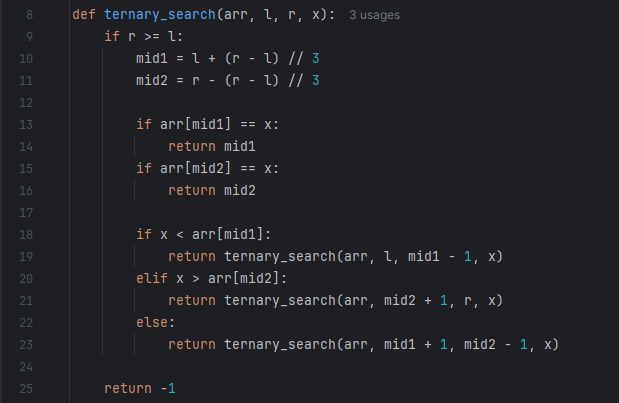 8 def ternary_search(arr, l, r, x): 3 usages
9     if r >= l:
10         mid1 = l + (r - l) // 3
11         mid2 = r - (r - l) // 3
12
13         if arr[mid1] == x:
14             return mid1
15         if arr[mid2] == x:
16             return mid2
17
18         if x < arr[mid1]:
19             return ternary_search(arr, l, mid1 - 1, x)
20         elif x > arr[mid2]:
21             return ternary_search(arr, mid2 + 1, r, x)
22         else:
23             return ternary_search(arr, mid1 + 1, mid2 - 1, x)
24
25     return -1